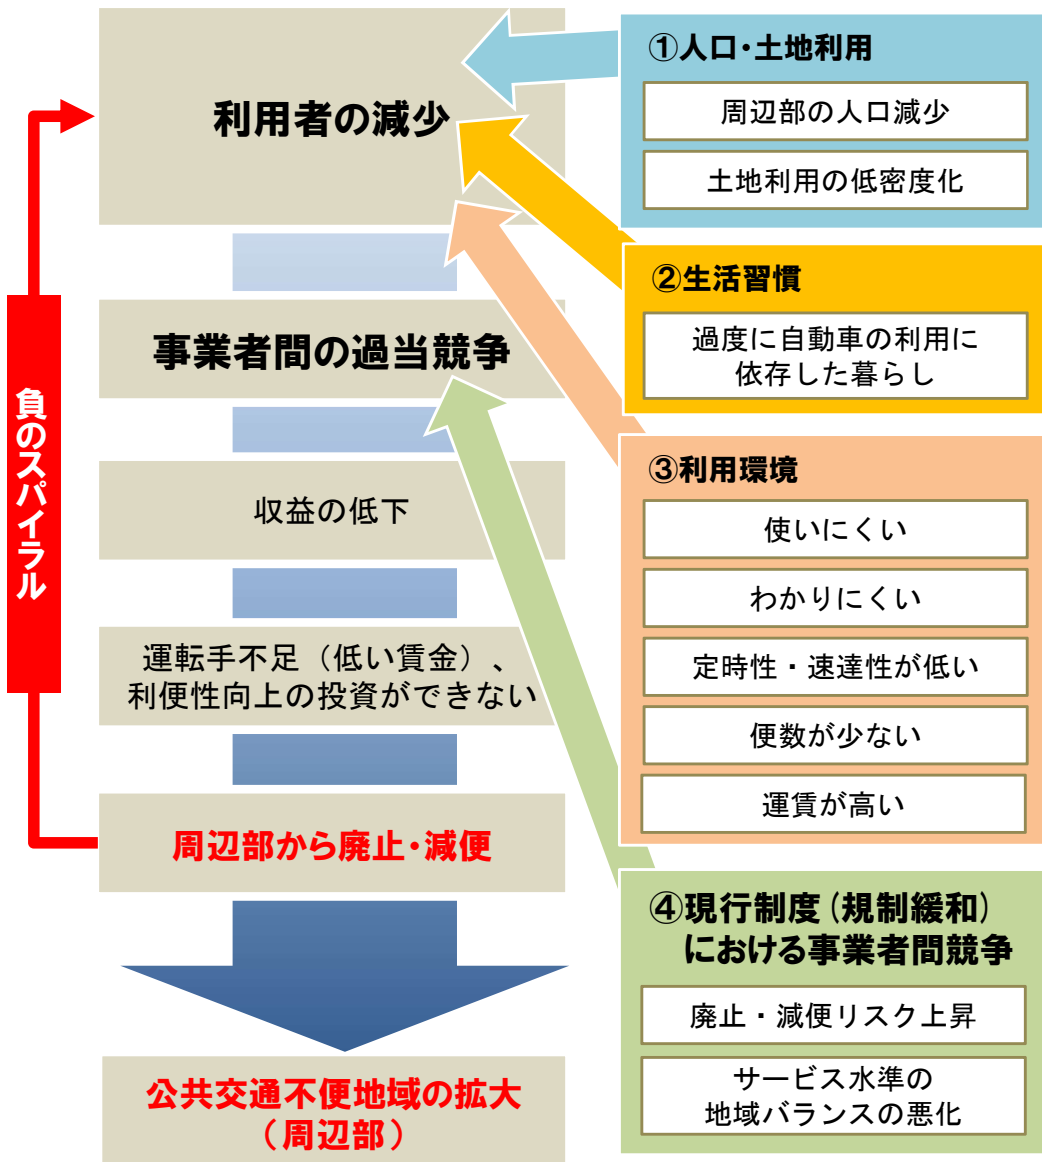 利用者の減少
事業者間の過当競争
収益の低下
運転手不足（低い賃金）、
利便性向上の投資ができない
周辺部から廃止・減便
公共交通不便地域の拡大
（周辺部）
負のスパイラル
①人口・土地利用
周辺部の人口減少
土地利用の低密度化
②生活習慣
過度に自動車の利用に
依存した暮らし
③利用環境
使いにくい
わかりにくい
定時性・速達性が低い
便数が少ない
運賃が高い
④現行制度（規制緩和）
における事業者間競争
廃止・減便リスク上昇
サービス水準の
地域バランスの悪化